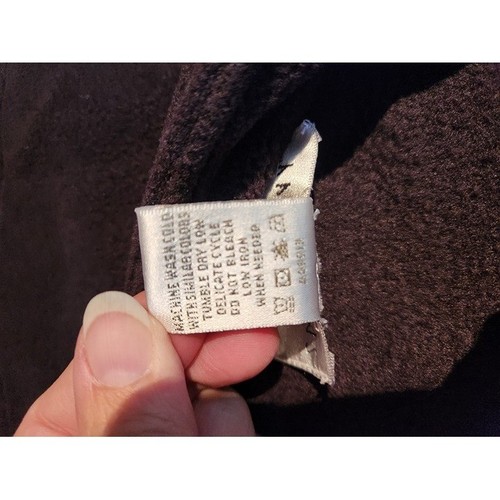 MACHINE WASH COLD
WITH SIMILAR COLORS
TUMBLE DRY LOW
DELICATE CYCLE
DO NOT BLEACH
LOW IRON
WHEN NEEDED